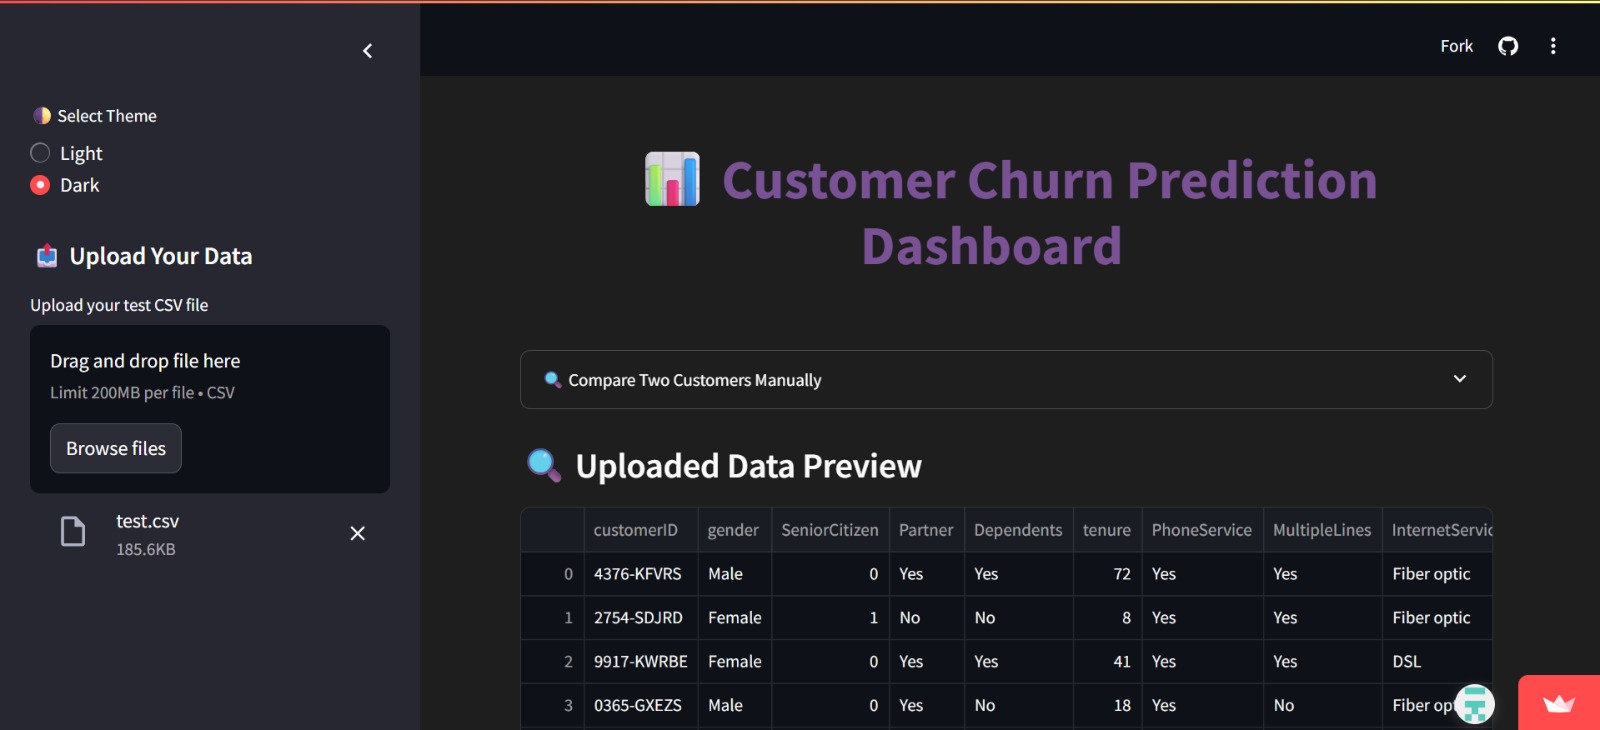 Fork
Select Theme
Light
Dark
Upload Your Data
Upload your test CSV file
Drag and drop file here
Limit 200MB per file • CSV
Browse files
test.csv
185.6KB
Customer Churn Prediction
Dashboard
Compare Two Customers Manually
Uploaded Data Preview
customerID gender SeniorCitizen Partner Dependents tenure PhoneService MultipleLines InternetServic
0 4376-KFVRS Male 0 Yes Yes 72 Yes Yes Fiber optic
1 2754-SDJRD Female 1 No No 8 Yes Yes Fiber optic
2 9917-KWRBE Female 0 Yes Yes 41 Yes Yes DSL
3 0365-GXEZS Male 0 Yes No 18 Yes No Fiber op